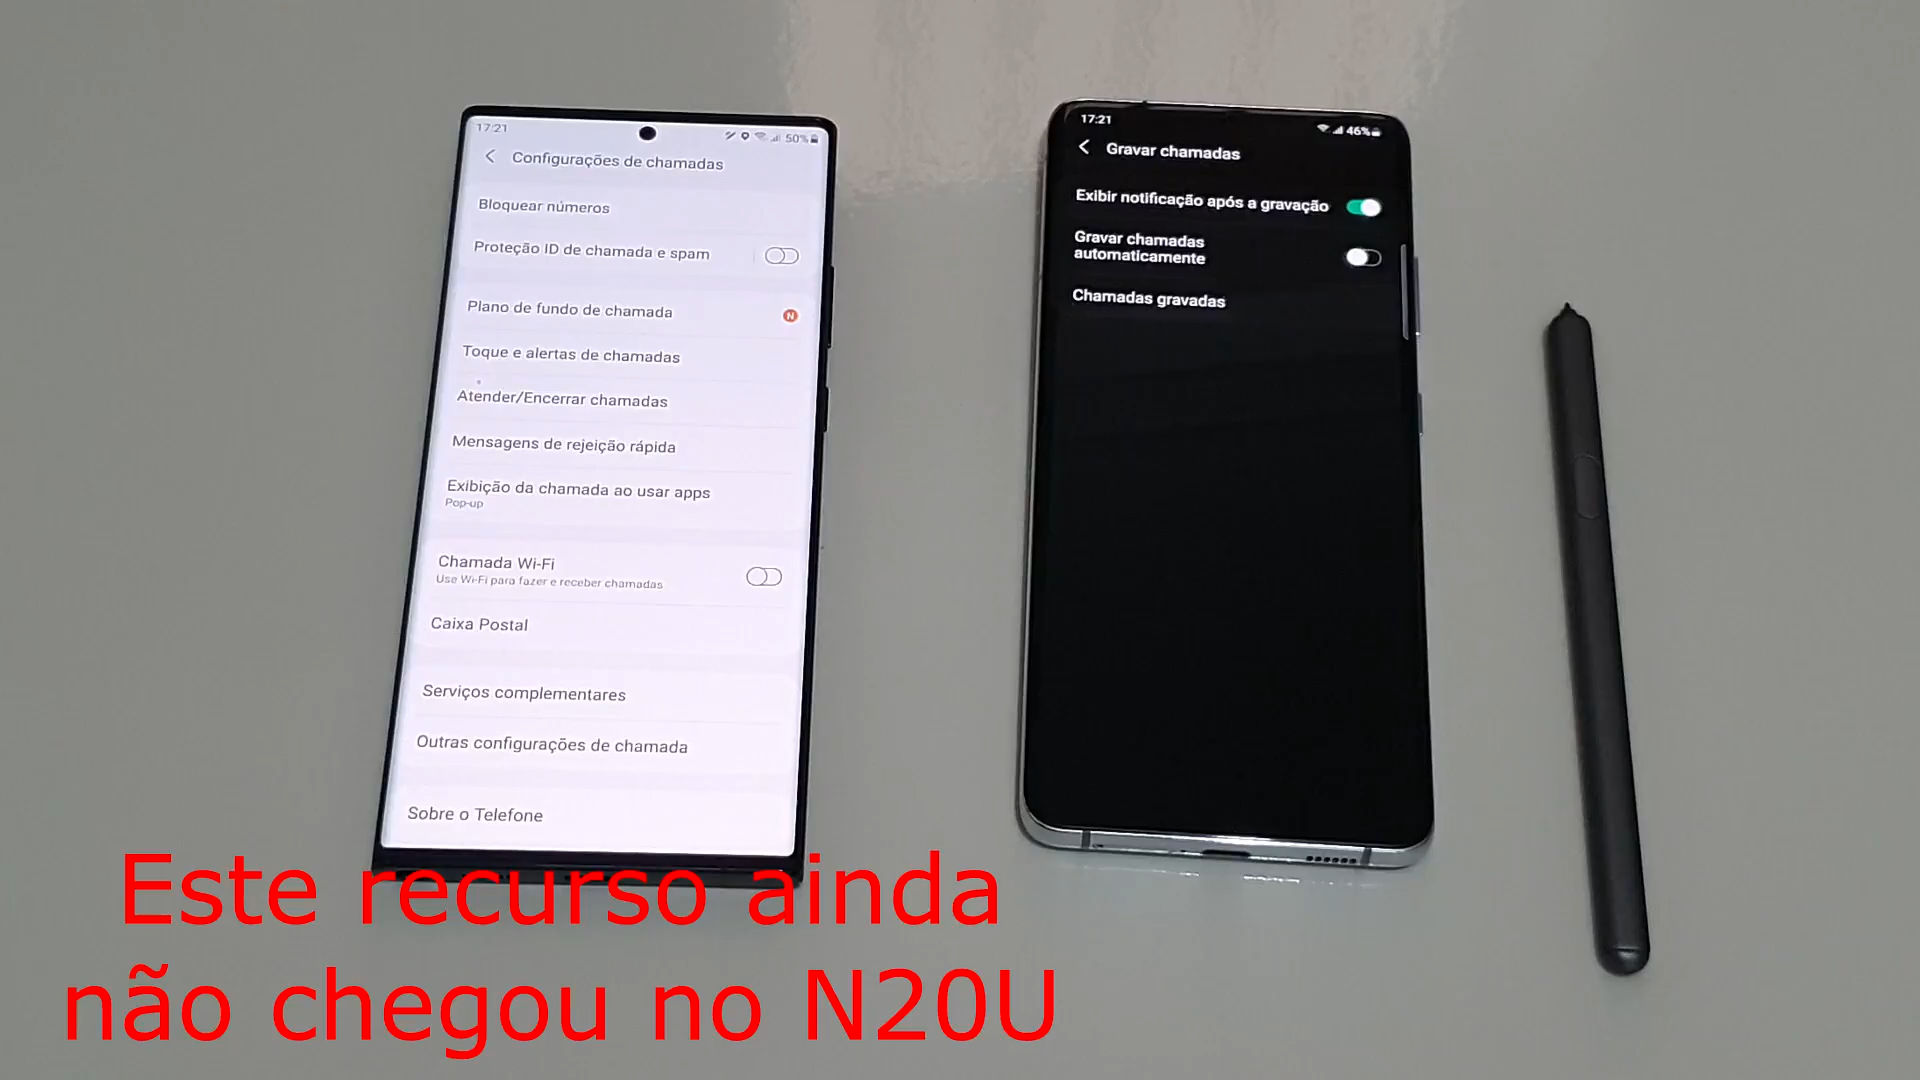 17:21
50%
Configurações de chamadas
Bloquear números
Proteção ID de chamada e spam
Plano de fundo de chamada
N
Toque e alertas de chamadas
Atender/Encerrar chamadas
Mensagens de rejeição rápida
Exibição da chamada ao usar apps
Pop-up
Chamada Wi-Fi
Use Wi-Fi para fazer e receber chamadas
Caixa Postal
Serviços complementares
Outras configurações de chamada
Sobre o Telefone
17:21
46%
Gravar chamadas
Exibir notificação após a gravação
Gravar chamadas
automaticamente
Chamadas gravadas
Este recurso ainda
não chegou no N20U